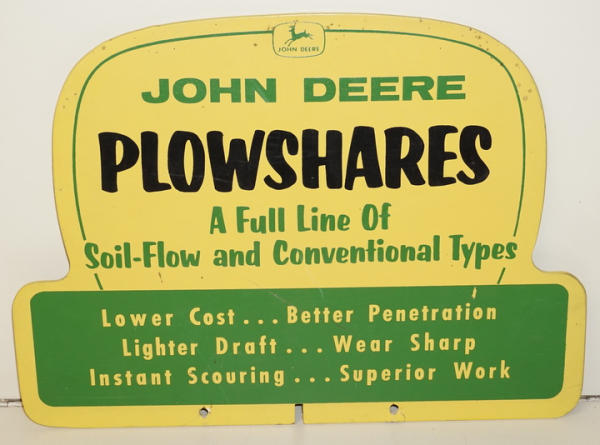 JOHN DEERE
JOHN DEERE
PLOWSHARES
A Full Line Of
Soil-Flow and Conventional Types
Lower Cost... Better Penetration
Lighter Draft... Wear Sharp
Instant Scouring... Superior Work